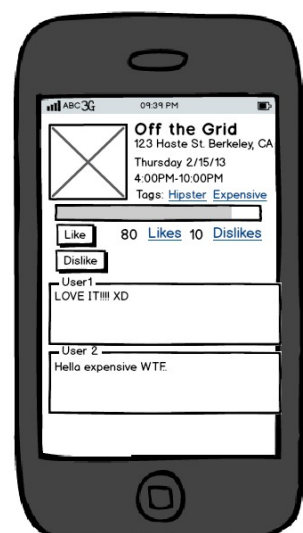 ABC 3G 09:39 PM
Off the Grid
123 Haste St. Berkeley, CA
Thursday 2/15/13
4:00PM-10:00PM
Tags: Hipster Expensive
Like 80 Likes 10 Dislikes
Dislike
User1
LOVE IT!!!! XD
User 2
Hella expensive WTF.